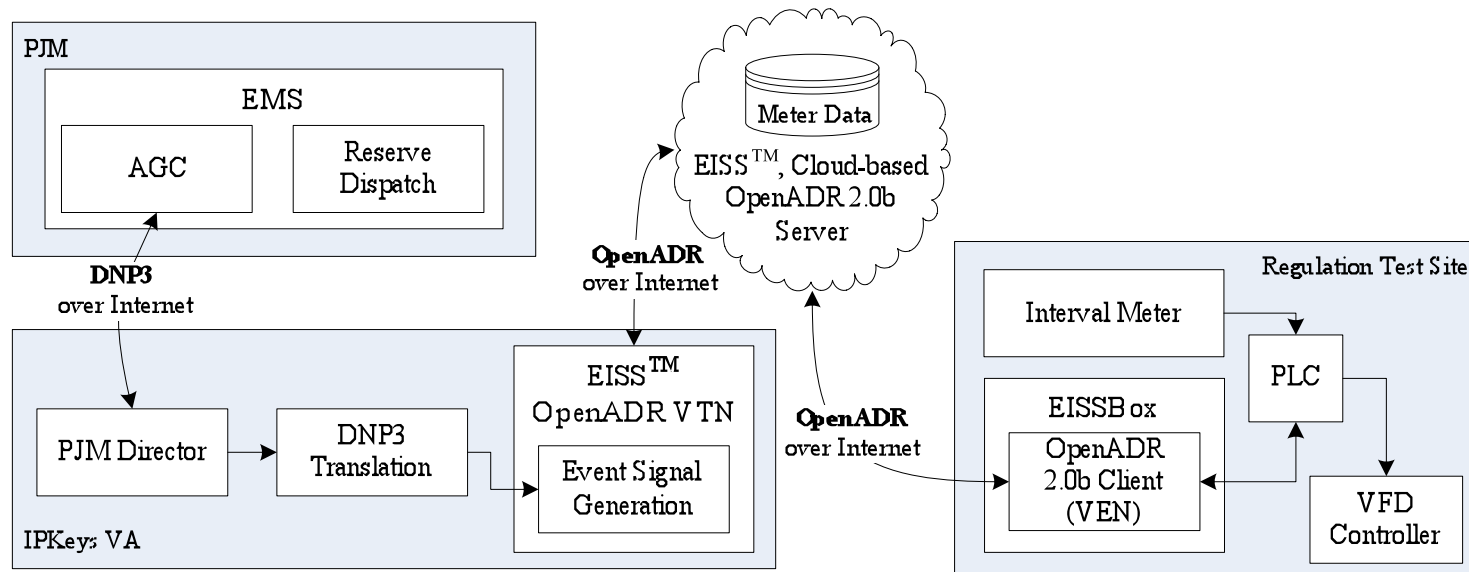 PJM
EMS
AGC
Reserve
Dispatch
DNP3
over Internet
Meter Data
EISS™, Cloud-based
OpenADR 2.0b
Server
OpenADR
over Internet
IPKeys VA
PJM Director
DNP3
Translation
EISS™
OpenADR VTN
Event Signal
Generation
OpenADR
over Internet
Regulation Test Site
Interval Meter
PLC
EISSBox
OpenADR
2.0b Client
(VEN)
VFD
Controller